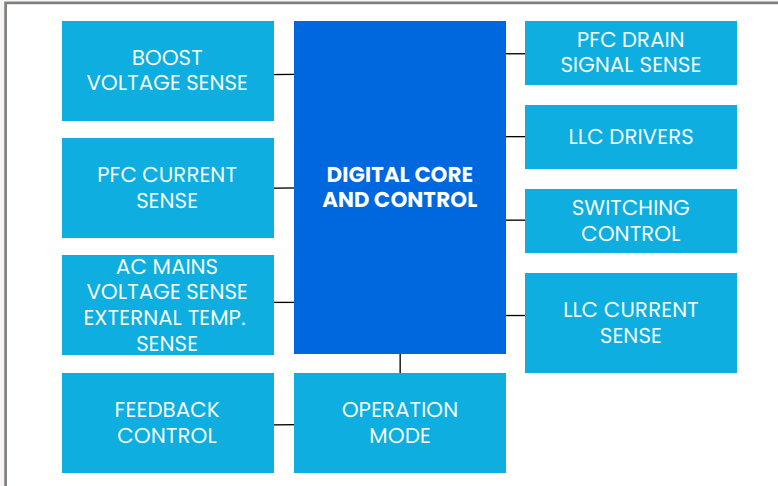 BOOST
VOLTAGE SENSE
PFC CURRENT
SENSE
AC MAINS
VOLTAGE SENSE
EXTERNAL TEMP.
SENSE
FEEDBACK
CONTROL
DIGITAL CORE
AND CONTROL
OPERATION
MODE
PFC DRAIN
SIGNAL SENSE
LLC DRIVERS
SWITCHING
CONTROL
LLC CURRENT
SENSE